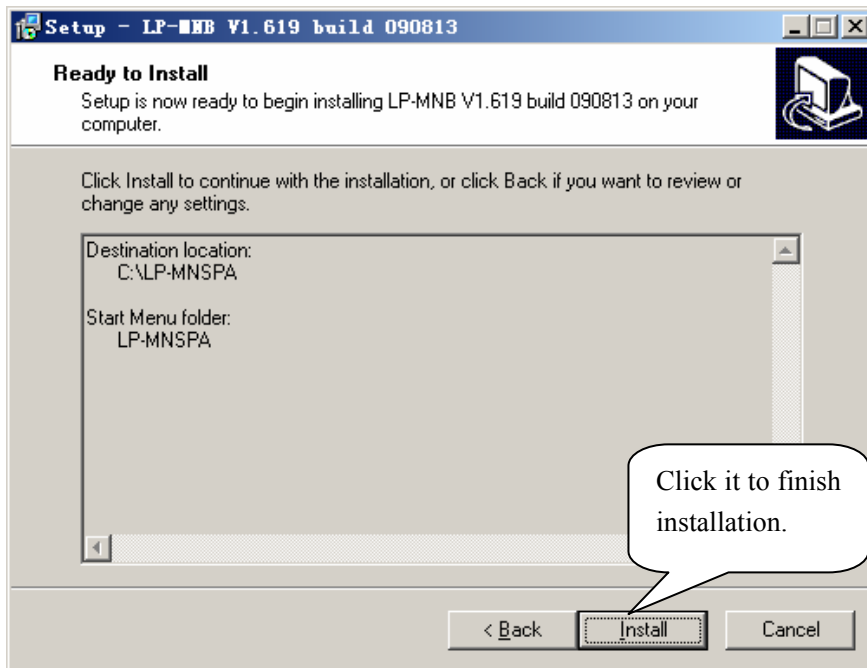 Setup - LP-MNB V1.619 build 090813
Ready to Install
Setup is now ready to begin installing LP-MNB V1.619 build 090813 on your
computer.
Click Install to continue with the installation, or click Back if you want to review or
change any settings.
Destination location:
C:\LP-MNSPA
Start Menu folder:
LP-MNSPA
Click it to finish
installation.
< Back
Install
Cancel